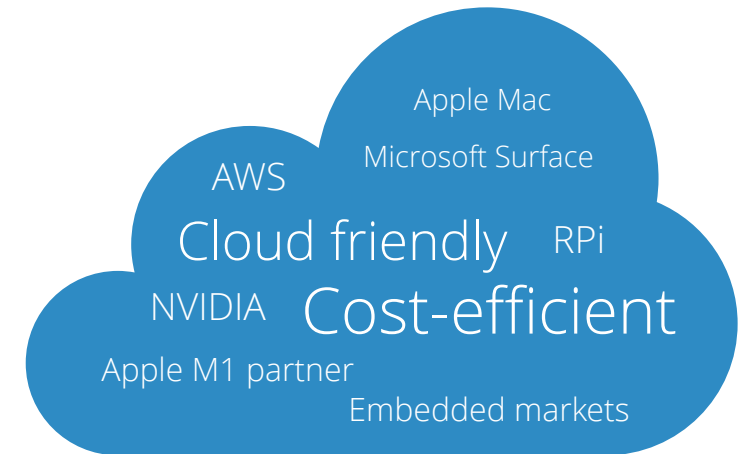 Apple Mac
Microsoft Surface
AWS
Cloud friendly
RPi
NVIDIA
Cost-efficient
Apple M1 partner
Embedded markets